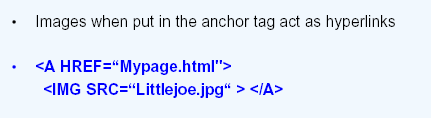 • Images when put in the anchor tag act as hyperlinks
• <A HREF=“Mypage.html">
<IMG SRC=“Littlejoe.jpg“ > </A>